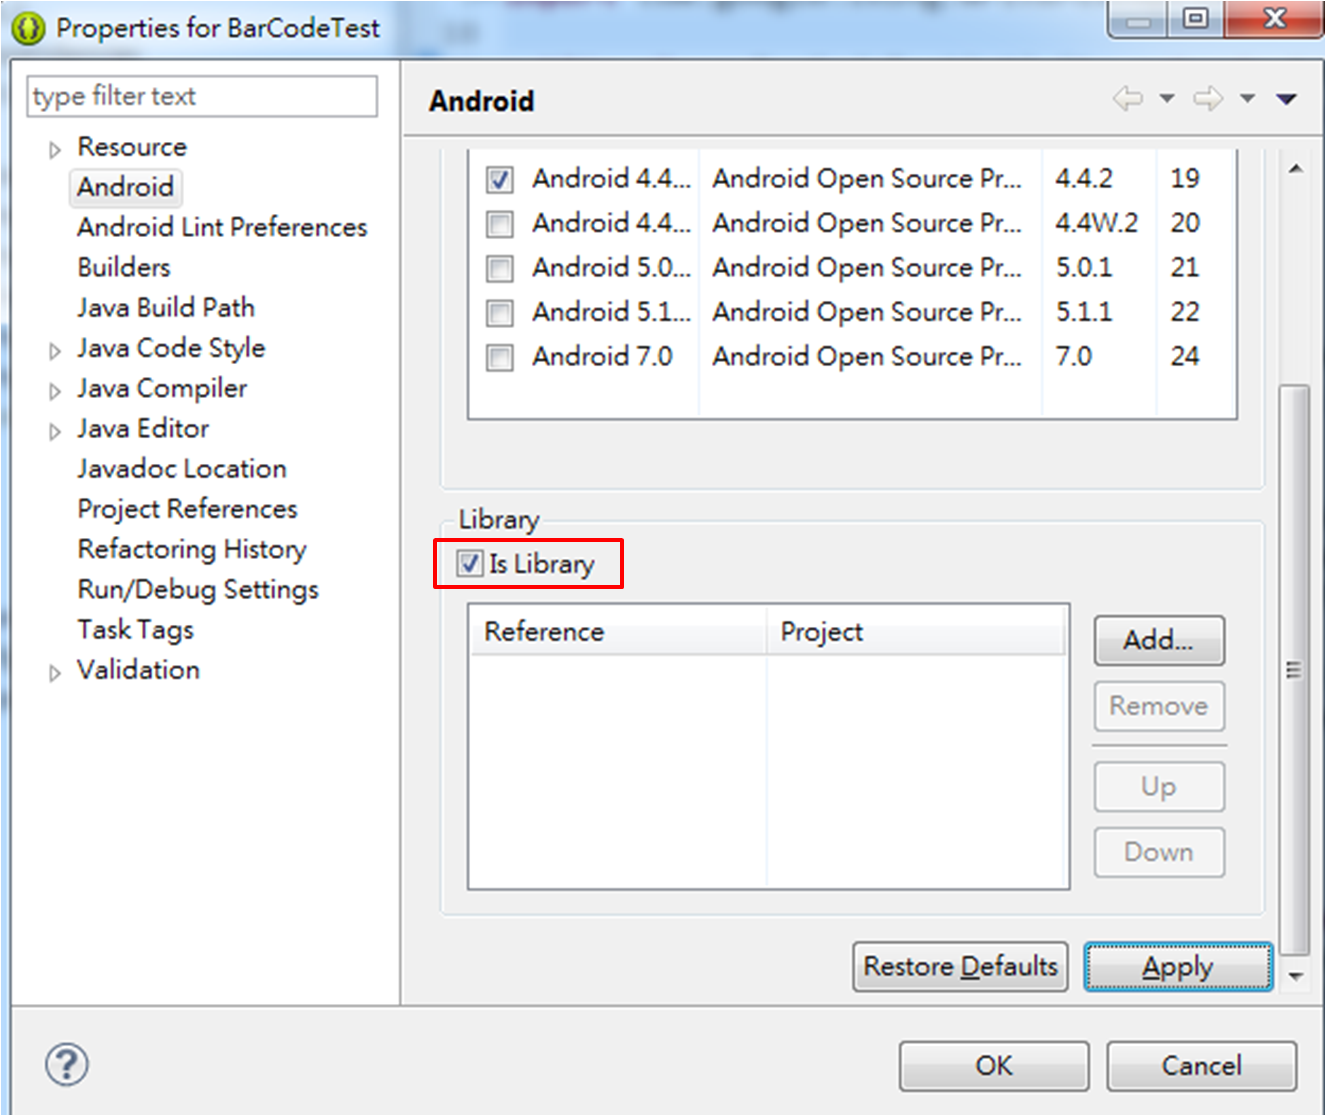 Properties for BarCodeTest
type filter text
Resource
Android
Android Lint Preferences
Builders
Java Build Path
Java Code Style
Java Compiler
Java Editor
Javadoc Location
Project References
Refactoring History
Run/Debug Settings
Task Tags
Validation
Android
Android 4.4... Android Open Source Pr... 4.4.2 19
Android 4.4... Android Open Source Pr... 4.4W.2 20
Android 5.0... Android Open Source Pr... 5.0.1 21
Android 5.1... Android Open Source Pr... 5.1.1 22
Android 7.0 Android Open Source Pr... 7.0 24
Library
Is Library
Reference Project
Add...
Remove
Up
Down
Restore Defaults Apply
OK Cancel